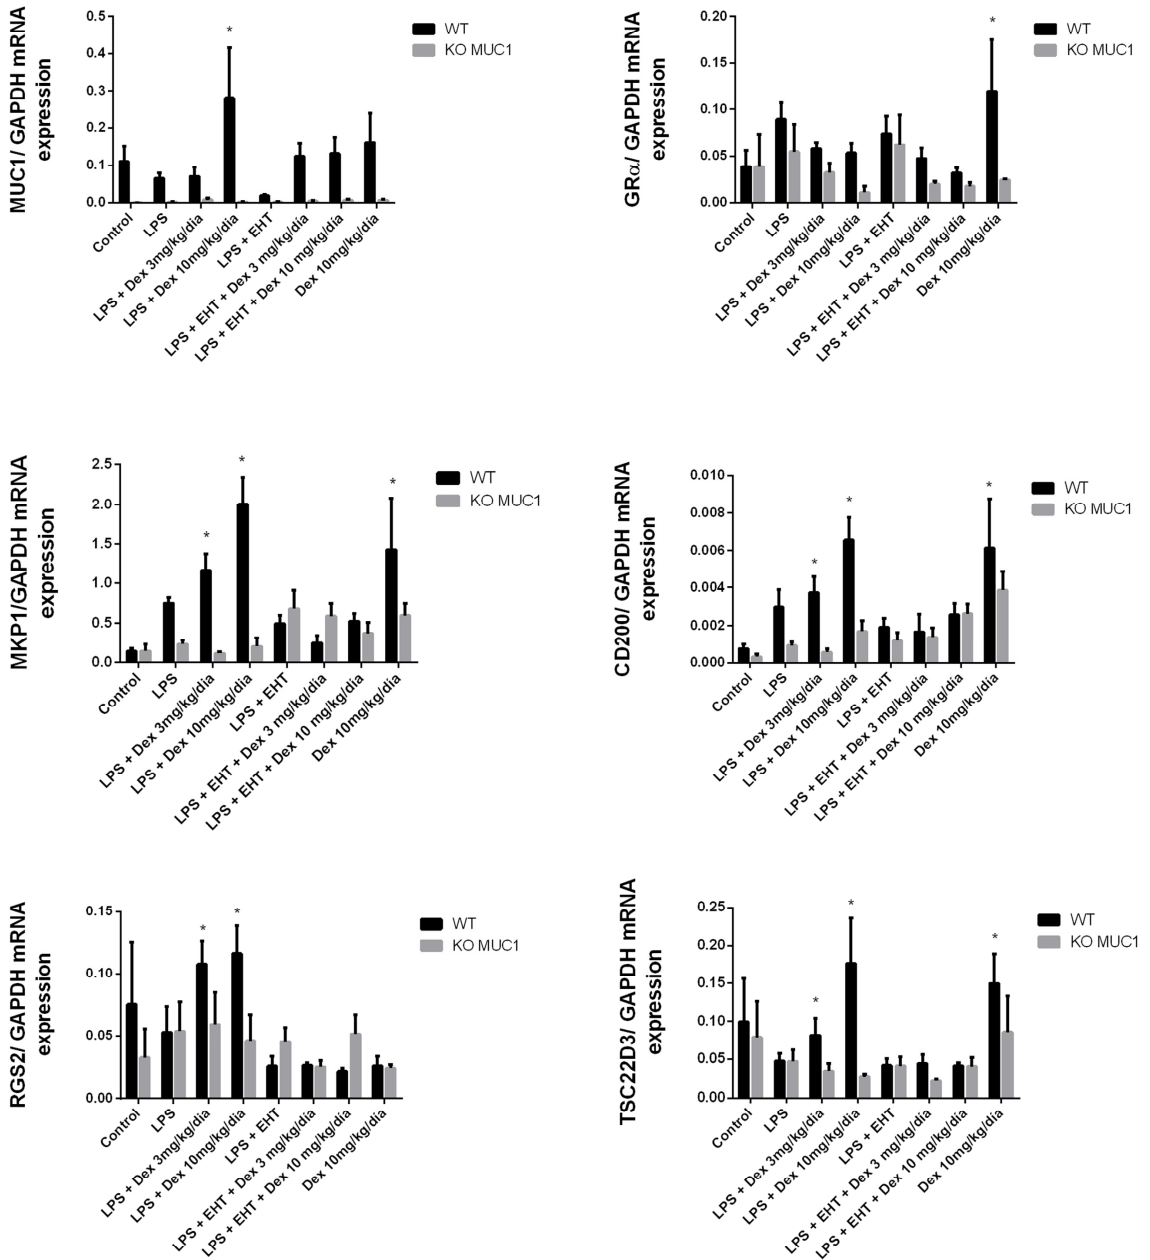 MUC1/ GAPDH mRNA
expression
0.5
0.4
0.3
0.2
0.1
0.0
*
WT
KO MUC1
Control
LPS
LPS + Dex 3mg/kg/dia
LPS + Dex 10mg/kg/dia
LPS + EHT
LPS + EHT + Dex 3 mg/kg/dia
LPS + EHT + Dex 10 mg/kg/dia
Dex 10mg/kg/dia
GRα/ GAPDH mRNA
expression
0.20
0.15
0.10
0.05
0.00
*
WT
KO MUC1
Control
LPS
LPS + Dex 3mg/kg/dia
LPS + Dex 10mg/kg/dia
LPS + EHT
LPS + EHT + Dex 3 mg/kg/dia
LPS + EHT + Dex 10 mg/kg/dia
Dex 10mg/kg/dia
MKP1/GAPDH mRNA
expression
2.5
2.0
1.5
1.0
0.5
0.0
*
*
*
WT
KO MUC1
Control
LPS
LPS + Dex 3mg/kg/dia
LPS + Dex 10mg/kg/dia
LPS + EHT
LPS + EHT + Dex 3 mg/kg/dia
LPS + EHT + Dex 10 mg/kg/dia
Dex 10mg/kg/dia
CD200/ GAPDH mRNA
expression
0.010
0.008
0.006
0.004
0.002
0.000
*
*
*
WT
KO MUC1
Control
LPS
LPS + Dex 3mg/kg/dia
LPS + Dex 10mg/kg/dia
LPS + EHT
LPS + EHT + Dex 3 mg/kg/dia
LPS + EHT + Dex 10 mg/kg/dia
Dex 10mg/kg/dia
RGS2/ GAPDH mRNA
expression
0.15
0.10
0.05
0.00
*
*
WT
KO MUC1
Control
LPS
LPS + Dex 3mg/kg/dia
LPS + Dex 10mg/kg/dia
LPS + EHT
LPS + EHT + Dex 3 mg/kg/dia
LPS + EHT + Dex 10 mg/kg/dia
Dex 10mg/kg/dia
TSC22D3/ GAPDH mRNA
expression
0.25
0.20
0.15
0.10
0.05
0.00
*
*
*
WT
KO MUC1
Control
LPS
LPS + Dex 3mg/kg/dia
LPS + Dex 10mg/kg/dia
LPS + EHT
LPS + EHT + Dex 3 mg/kg/dia
LPS + EHT + Dex 10 mg/kg/dia
Dex 10mg/kg/dia